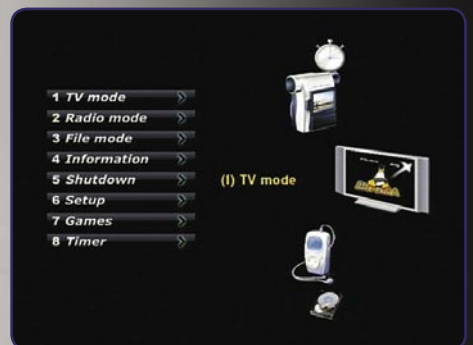 1 TV mode
2 Radio mode
3 File mode
4 Information
5 Shutdown
6 Setup
7 Games
8 Timer
(I) TV mode